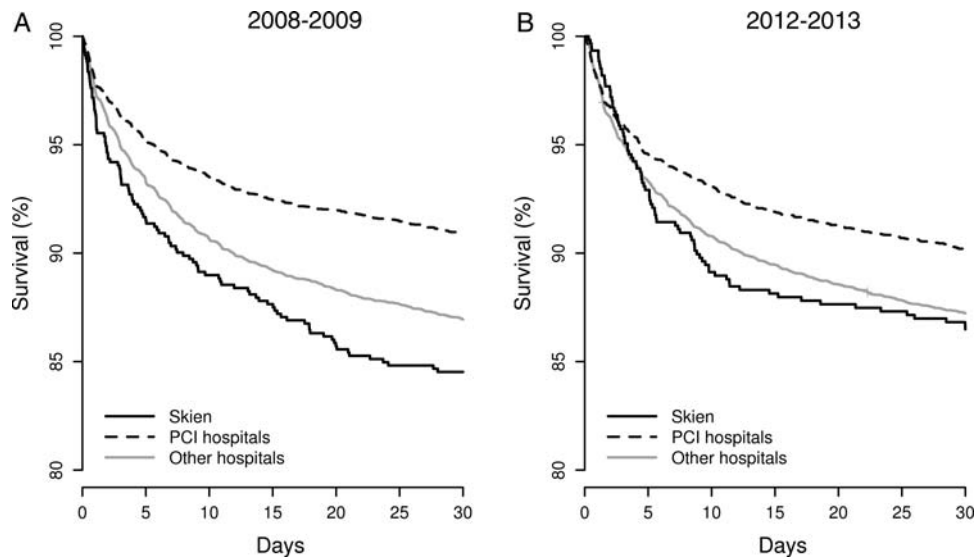 A
2008-2009
Survival (%)
100
95
90
85
80
Skien
PCI hospitals
Other hospitals
0 5 10 15 20 25 30
Days
B
2012-2013
Survival (%)
100
95
90
85
80
Skien
PCI hospitals
Other hospitals
0 5 10 15 20 25 30
Days